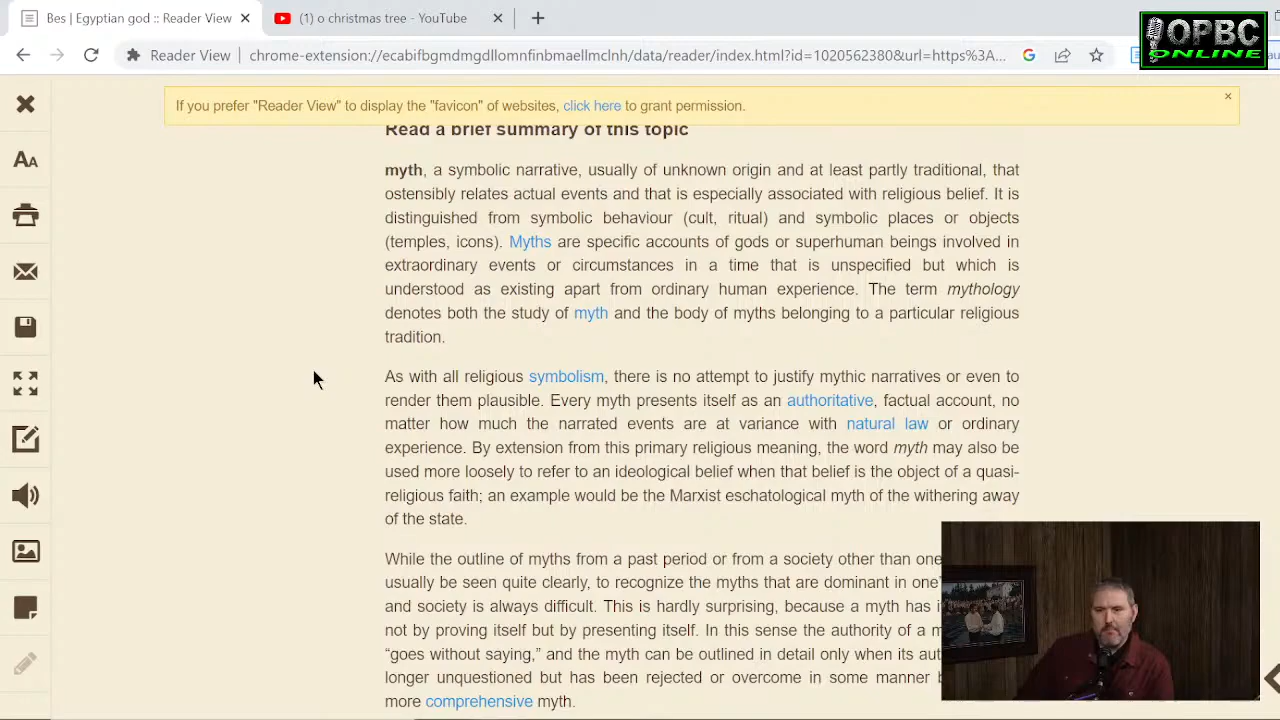 Bes | Egyptian god :: Reader View
(1) o christmas tree - YouTube
OPBC
ONLINE
Reader View
chrome-extension://ecabifbgmdmgdllomnfinbmaellmclnh/data/reader/index.html?id=1020562380&url=https%3A...
If you prefer "Reader View" to display the "favicon" of websites, click here to grant permission.
Read a brief summary of this topic
myth, a symbolic narrative, usually of unknown origin and at least partly traditional, that
ostensibly relates actual events and that is especially associated with religious belief. It is
distinguished from symbolic behaviour (cult, ritual) and symbolic places or objects
(temples, icons). Myths are specific accounts of gods or superhuman beings involved in
extraordinary events or circumstances in a time that is unspecified but which is
understood as existing apart from ordinary human experience. The term mythology
denotes both the study of myth and the body of myths belonging to a particular religious
tradition.
As with all religious symbolism, there is no attempt to justify mythic narratives or even to
render them plausible. Every myth presents itself as an authoritative, factual account, no
matter how much the narrated events are at variance with natural law or ordinary
experience. By extension from this primary religious meaning, the word myth may also be
used more loosely to refer to an ideological belief when that belief is the object of a quasi-
religious faith; an example would be the Marxist eschatological myth of the withering away
of the state.
While the outline of myths from a past period or from a society other than one
usually be seen quite clearly, to recognize the myths that are dominant in one'
and society is always difficult. This is hardly surprising, because a myth has i
not by proving itself but by presenting itself. In this sense the authority of a m
“goes without saying,” and the myth can be outlined in detail only when its au
longer unquestioned but has been rejected or overcome in some manner b
more comprehensive myth.